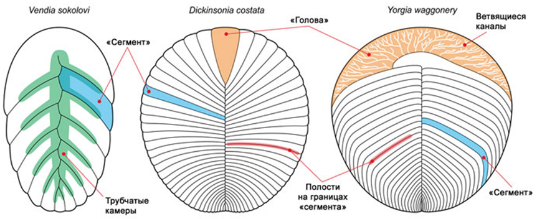 Vendia sokolovi
Dickinsonia costata
Yorgia waggonery
«Сегмент»
«Голова»
Ветвящиеся
каналы
Трубчатые
камеры
Полости
на границах
«сегмента»
«Сегмент»